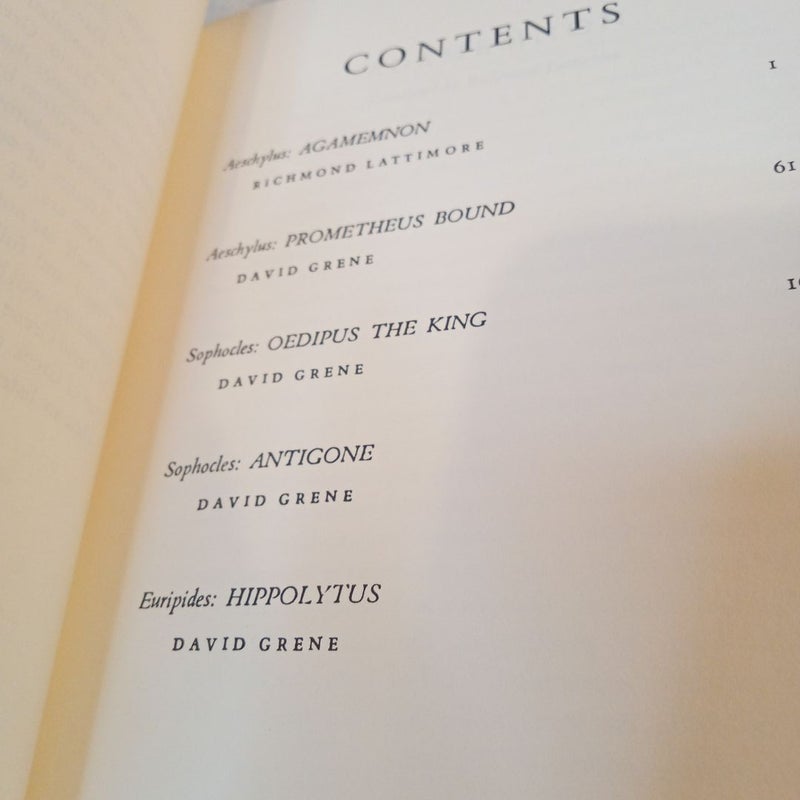 CONTENTS
Aeschylus: AGAMEMNON 1
RICHMOND LATTIMORE
Aeschylus: PROMETHEUS BOUND 61
DAVID GRENE
Sophocles: OEDIPUS THE KING
DAVID GRENE
Sophocles: ANTIGONE
DAVID GRENE
Euripides: HIPPOLYTUS
DAVID GRENE